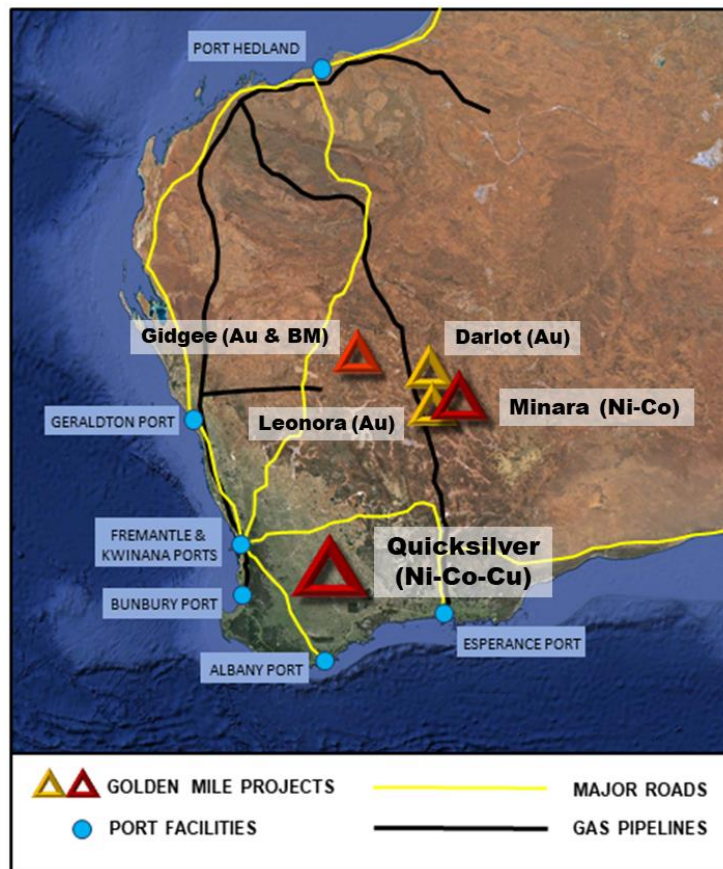 PORT HEDLAND
Gidgee (Au & BM)
Darlot (Au)
Leonora (Au)
Minara (Ni-Co)
GERALDTON PORT
FREMANTLE &
KWINANA PORTS
Quicksilver
(Ni-Co-Cu)
BUNBURY PORT
ALBANY PORT
ESPERANCE PORT
GOLDEN MILE PROJECTS
MAJOR ROADS
PORT FACILITIES
GAS PIPELINES